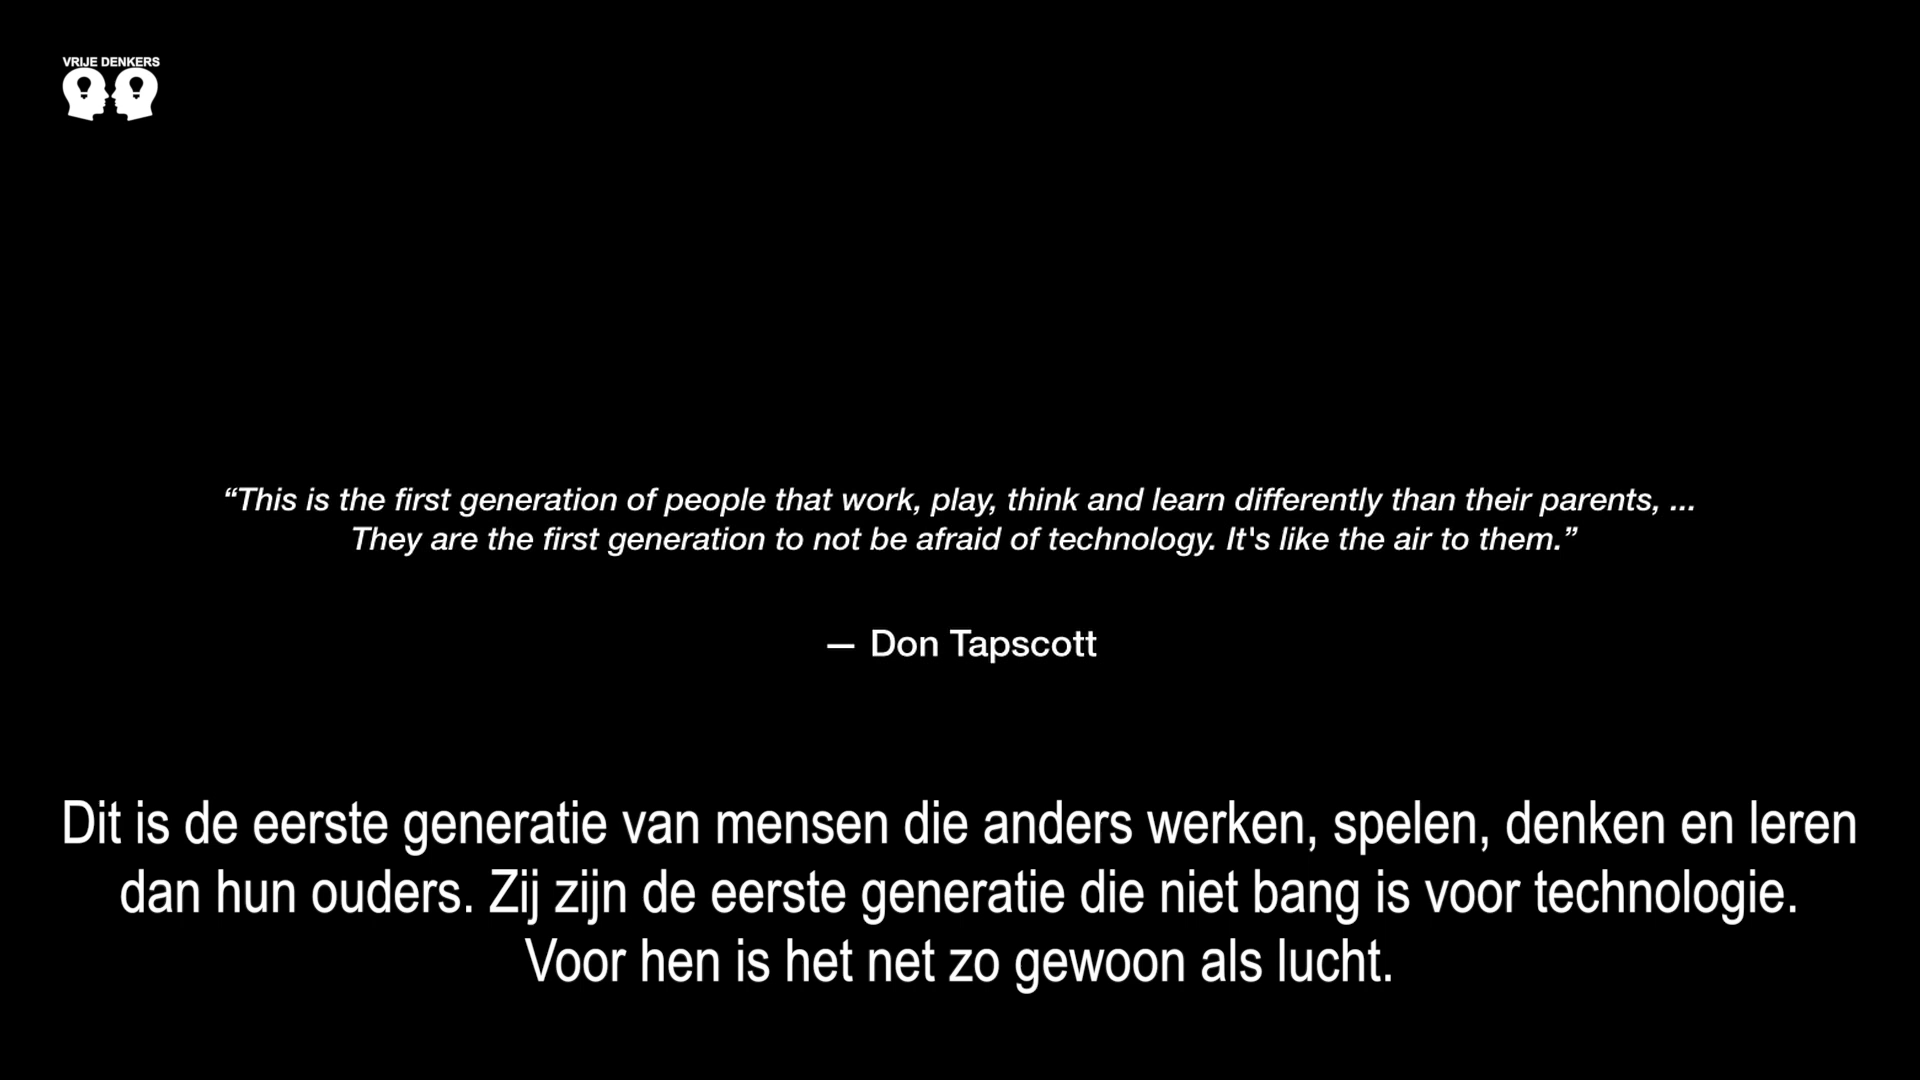 VRIJE DENKERS
“This is the first generation of people that work, play, think and learn differently than their parents, ...
They are the first generation to not be afraid of technology. It's like the air to them.”
— Don Tapscott
Dit is de eerste generatie van mensen die anders werken, spelen, denken en leren
dan hun ouders. Zij zijn de eerste generatie die niet bang is voor technologie.
Voor hen is het net zo gewoon als lucht.